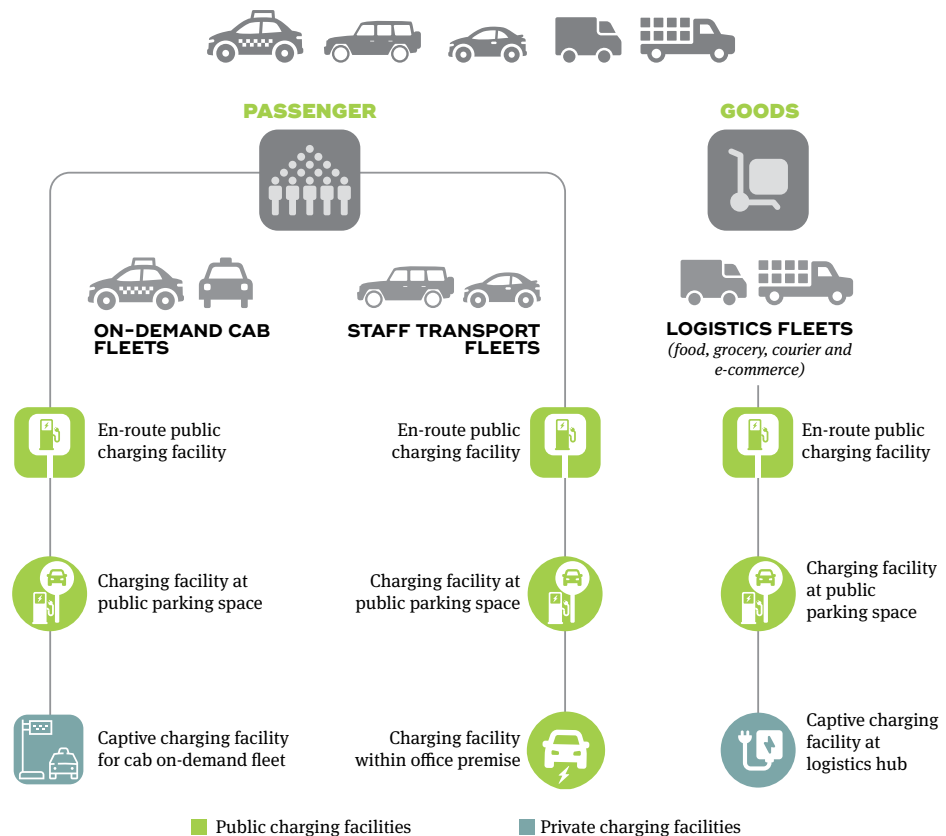 PASSENGER
GOODS
ON-DEMAND CAB
FLEETS
STAFF TRANSPORT
FLEETS
LOGISTICS FLEETS
(food, grocery, courier and
e-commerce)
En-route public
charging facility
En-route public
charging facility
En-route public
charging facility
Charging facility at
public parking space
Charging facility at
public parking space
Charging facility
at public
parking space
Captive charging facility
for cab on-demand fleet
Charging facility
within office premise
Captive charging
facility at
logistics hub
Public charging facilities
Private charging facilities